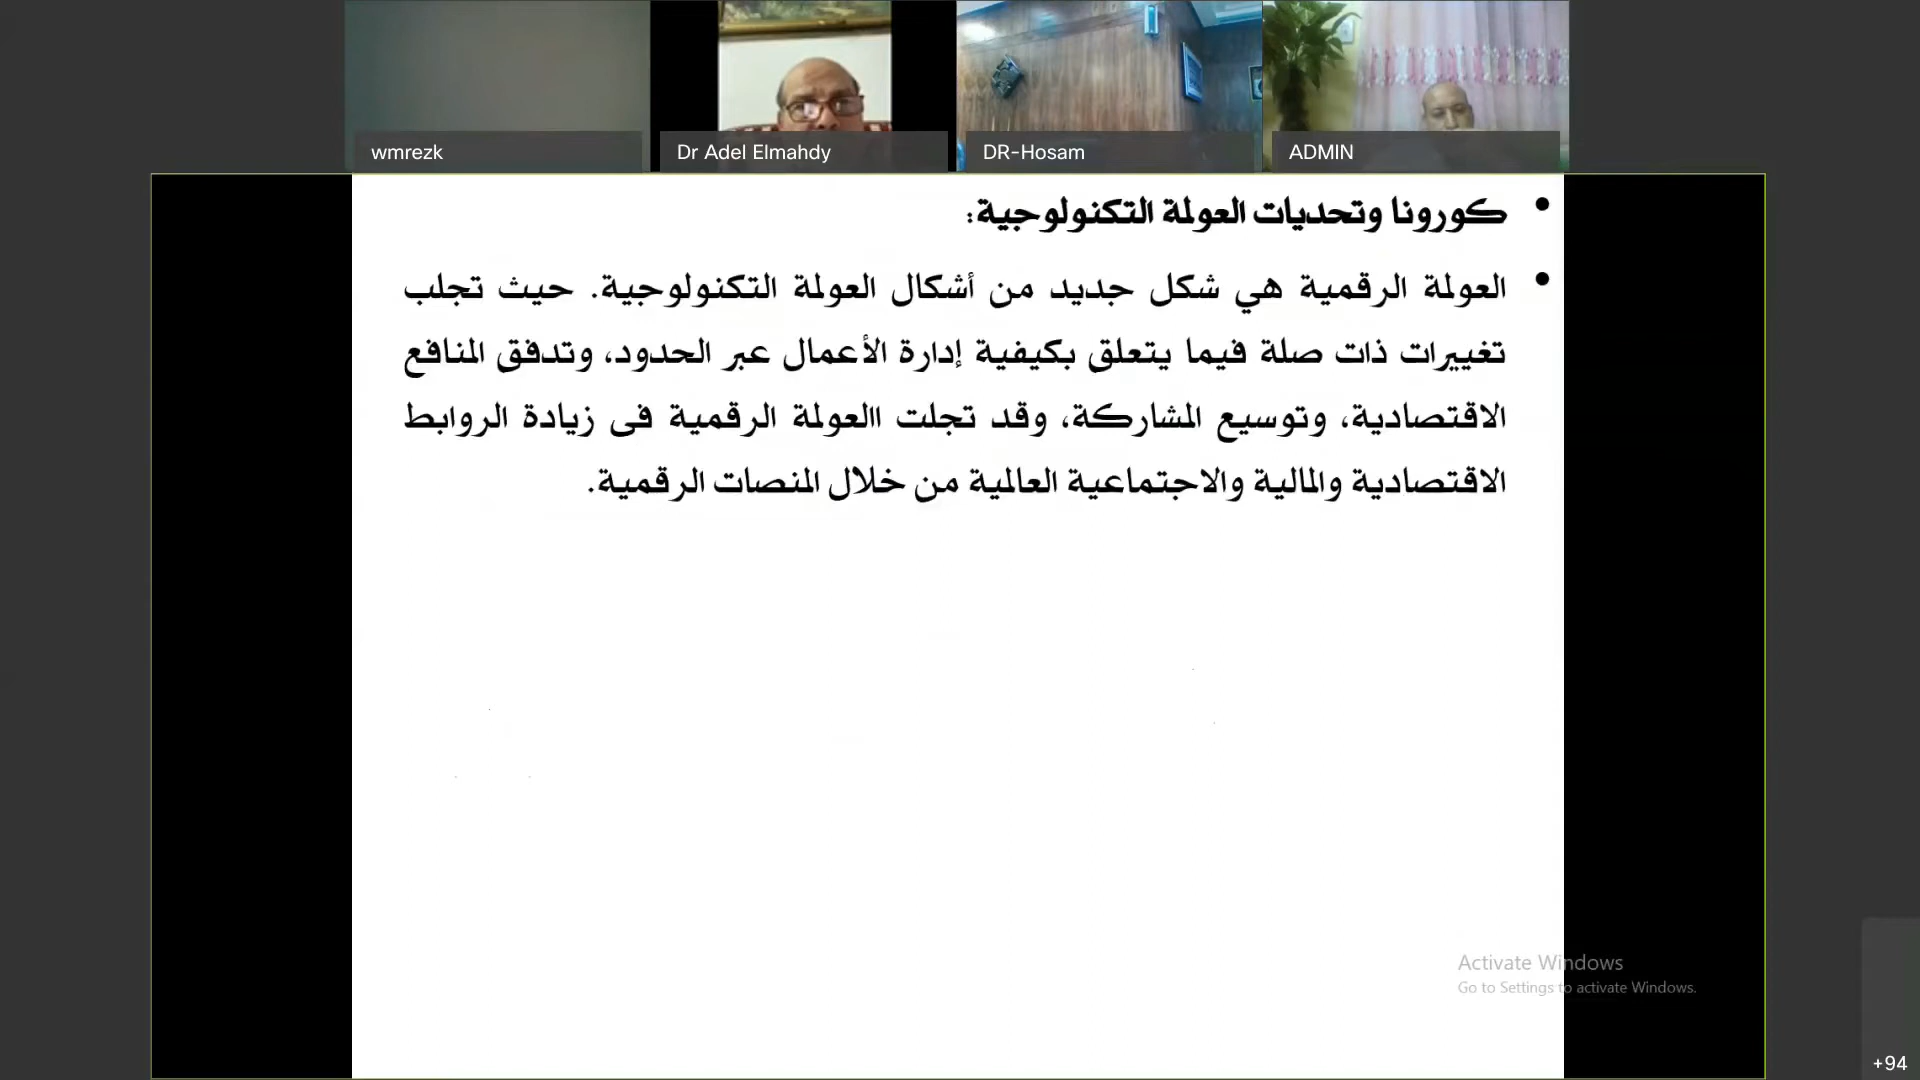 wmrezk
Dr Adel Elmahdy
DR-Hosam
ADMIN
• كورونا وتحديات العولمة التكنولوجية:
• العولمة الرقمية هي شكل جديد من أشكال العولمة التكنولوجية. حيث تجلب
تغييرات ذات صلة فيما يتعلق بكيفية إدارة الأعمال عبر الحدود، وتدفق المنافع
الاقتصادية، وتوسيع المشاركة، وقد تجلت االعولمة الرقمية فى زيادة الروابط
الاقتصادية والمالية والاجتماعية العالمية من خلال المنصات الرقمية.
Activate Windows
Go to Settings to activate Windows.
+94